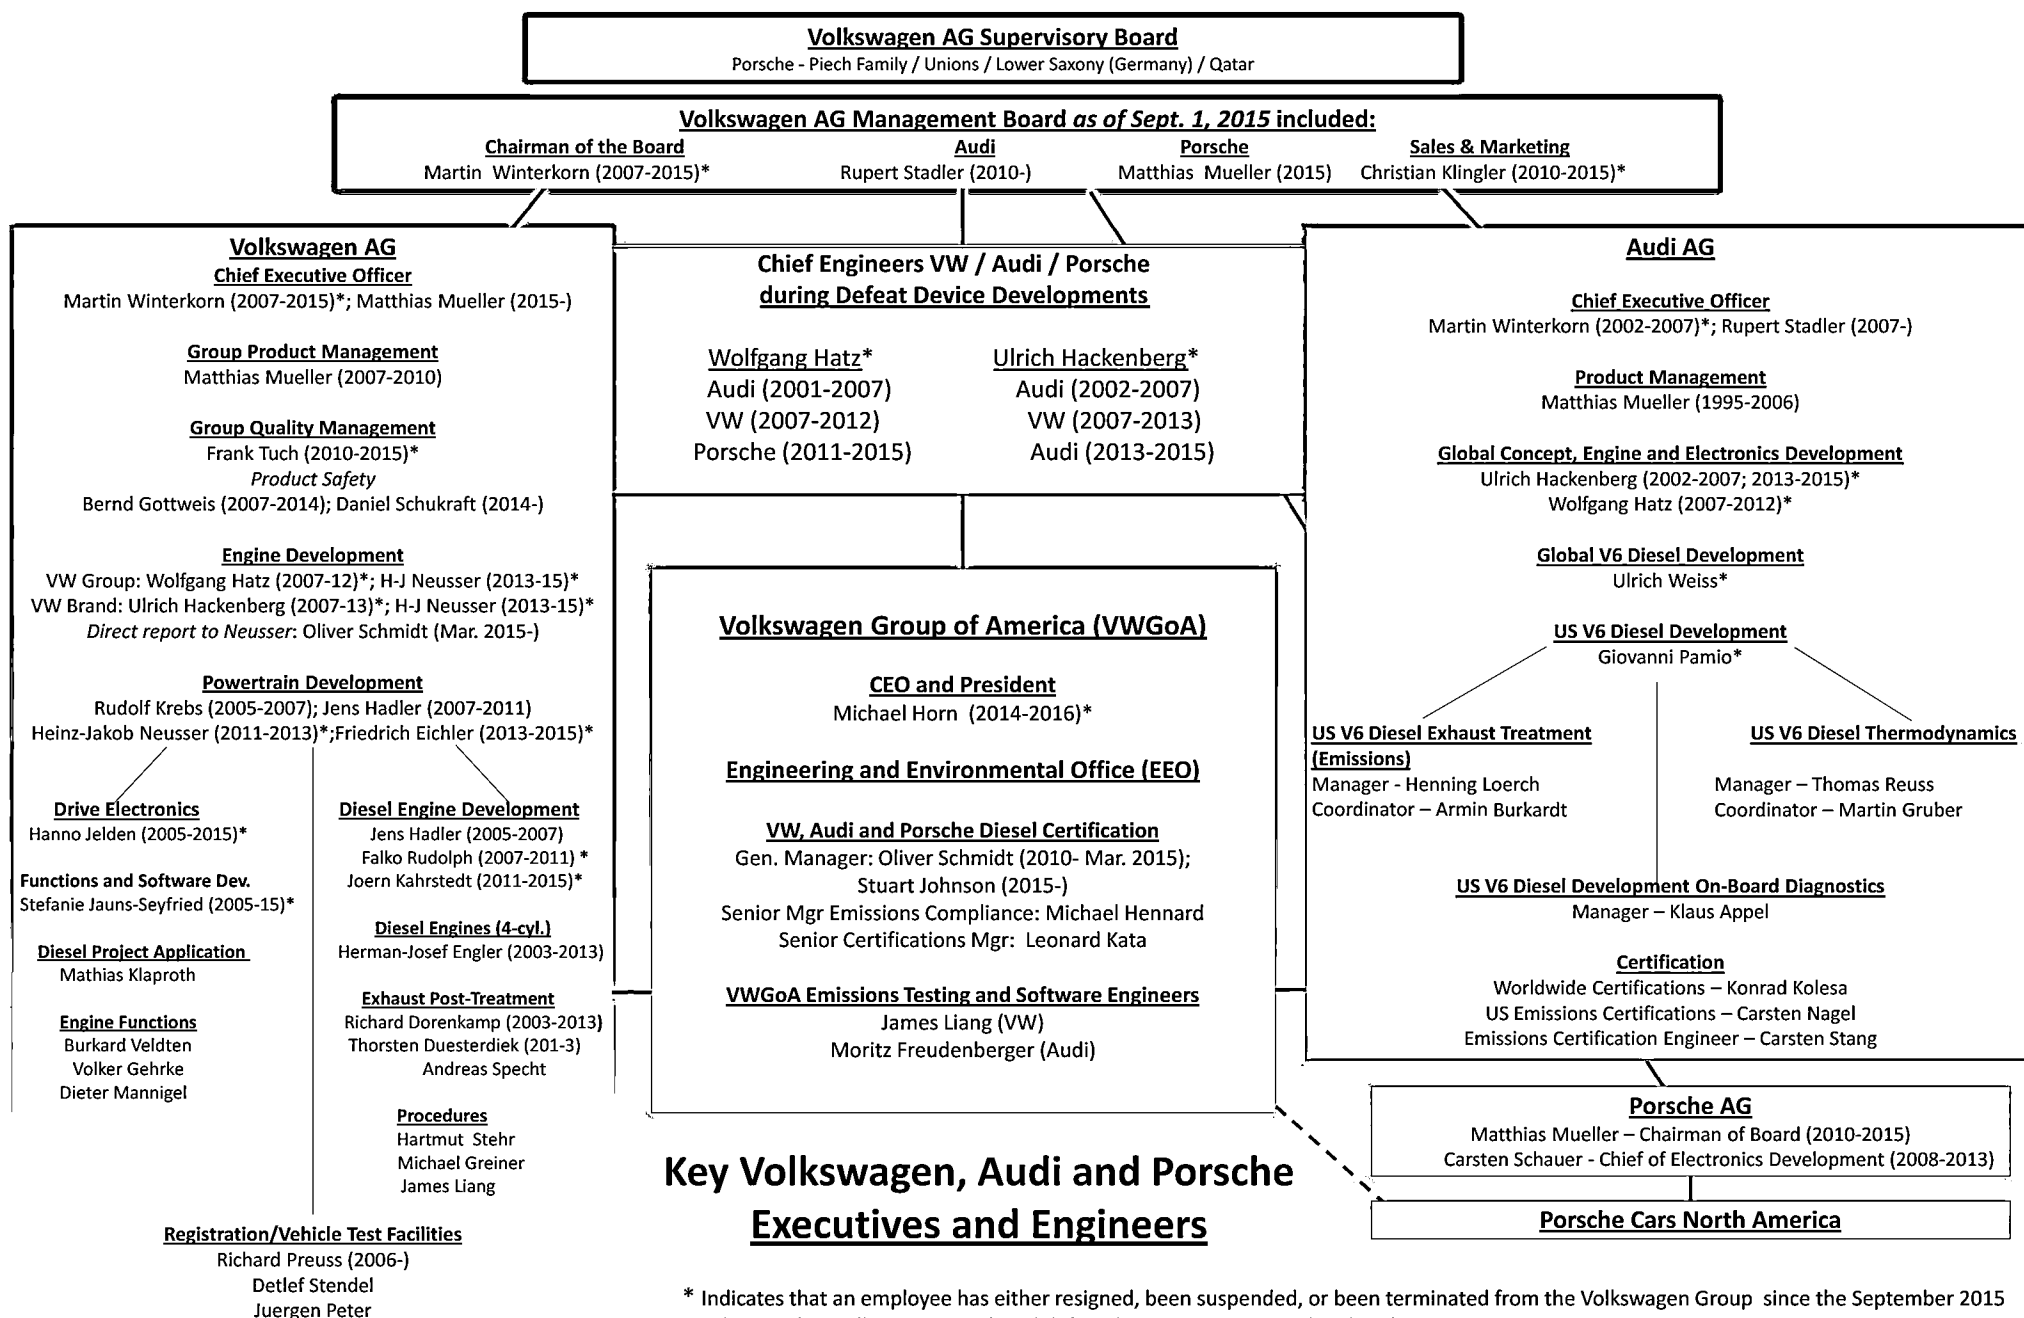 Volkswagen AG Supervisory Board
Porsche - Piech Family / Unions / Lower Saxony (Germany) / Qatar
Volkswagen AG Management Board as of Sept. 1, 2015 included:
Chairman of the Board
Martin Winterkorn (2007-2015)*
Audi
Rupert Stadler (2010-)
Porsche
Matthias Mueller (2015)
Sales & Marketing
Christian Klingler (2010-2015)*
Volkswagen AG
Chief Executive Officer
Martin Winterkorn (2007-2015)*; Matthias Mueller (2015-)
Group Product Management
Matthias Mueller (2007-2010)
Group Quality Management
Frank Tuch (2010-2015)*
Product Safety
Bernd Gottweis (2007-2014); Daniel Schukraft (2014-)
Engine Development
VW Group: Wolfgang Hatz (2007-12)*; H-J Neusser (2013-15)*
VW Brand: Ulrich Hackenberg (2007-13)*; H-J Neusser (2013-15)*
Direct report to Neusser: Oliver Schmidt (Mar. 2015-)
Powertrain Development
Rudolf Krebs (2005-2007); Jens Hadler (2007-2011)
Heinz-Jakob Neusser (2011-2013)*;Friedrich Eichler (2013-2015)*
Drive Electronics
Hanno Jelden (2005-2015)*
Functions and Software Dev.
Stefanie Jauns-Seyfried (2005-15)*
Diesel Project Application
Mathias Klaproth
Engine Functions
Burkard Veldten
Volker Gehrke
Dieter Mannigel
Diesel Engine Development
Jens Hadler (2005-2007)
Falko Rudolph (2007-2011) *
Joern Kahrstedt (2011-2015)*
Diesel Engines (4-cyl.)
Herman-Josef Engler (2003-2013)
Exhaust Post-Treatment
Richard Dorenkamp (2003-2013)
Thorsten Duesterdiek (201-3)
Andreas Specht
Procedures
Hartmut Stehr
Michael Greiner
James Liang
Registration/Vehicle Test Facilities
Richard Preuss (2006-)
Detlef Stendel
Juergen Peter
Chief Engineers VW / Audi / Porsche
during Defeat Device Developments
Wolfgang Hatz*
Audi (2001-2007)
VW (2007-2012)
Porsche (2011-2015)
Ulrich Hackenberg*
Audi (2002-2007)
VW (2007-2013)
Audi (2013-2015)
Volkswagen Group of America (VWGoA)
CEO and President
Michael Horn (2014-2016)*
Engineering and Environmental Office (EEO)
VW, Audi and Porsche Diesel Certification
Gen. Manager: Oliver Schmidt (2010- Mar. 2015);
Stuart Johnson (2015-)
Senior Mgr Emissions Compliance: Michael Hennard
Senior Certifications Mgr: Leonard Kata
VWGoA Emissions Testing and Software Engineers
James Liang (VW)
Moritz Freudenberger (Audi)
Audi AG
Chief Executive Officer
Martin Winterkorn (2002-2007)*; Rupert Stadler (2007-)
Product Management
Matthias Mueller (1995-2006)
Global Concept, Engine and Electronics Development
Ulrich Hackenberg (2002-2007; 2013-2015)*
Wolfgang Hatz (2007-2012)*
Global V6 Diesel Development
Ulrich Weiss*
US V6 Diesel Development
Giovanni Pamio*
US V6 Diesel Exhaust Treatment
(Emissions)
Manager - Henning Loerch
Coordinator – Armin Burkardt
US V6 Diesel Thermodynamics
Manager – Thomas Reuss
Coordinator – Martin Gruber
US V6 Diesel Development On-Board Diagnostics
Manager – Klaus Appel
Certification
Worldwide Certifications – Konrad Kolesa
US Emissions Certifications – Carsten Nagel
Emissions Certification Engineer – Carsten Stang
Porsche AG
Matthias Mueller – Chairman of Board (2010-2015)
Carsten Schauer - Chief of Electronics Development (2008-2013)
Porsche Cars North America
Key Volkswagen, Audi and Porsche
Executives and Engineers
* Indicates that an employee has either resigned, been suspended, or been terminated from the Volkswagen Group since the September 2015